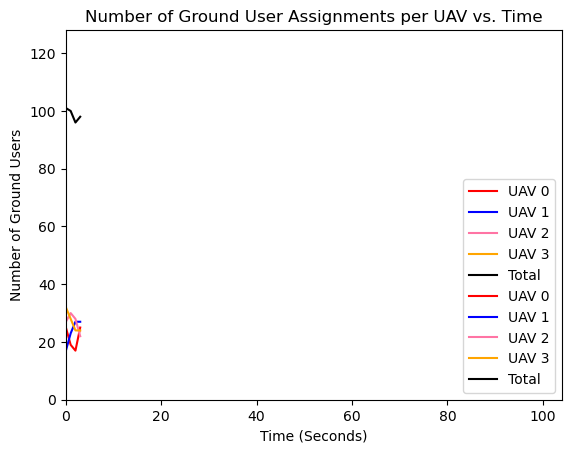 Number of Ground User Assignments per UAV vs. Time
Number of Ground Users
120
100
80
60
40
20
0
0
20
40
60
80
100
Time (Seconds)
UAV 0
UAV 1
UAV 2
UAV 3
Total
UAV 0
UAV 1
UAV 2
UAV 3
Total